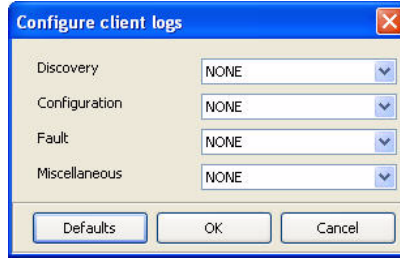 Configure client logs
Discovery NONE
Configuration NONE
Fault NONE
Miscellaneous NONE
Defaults OK Cancel